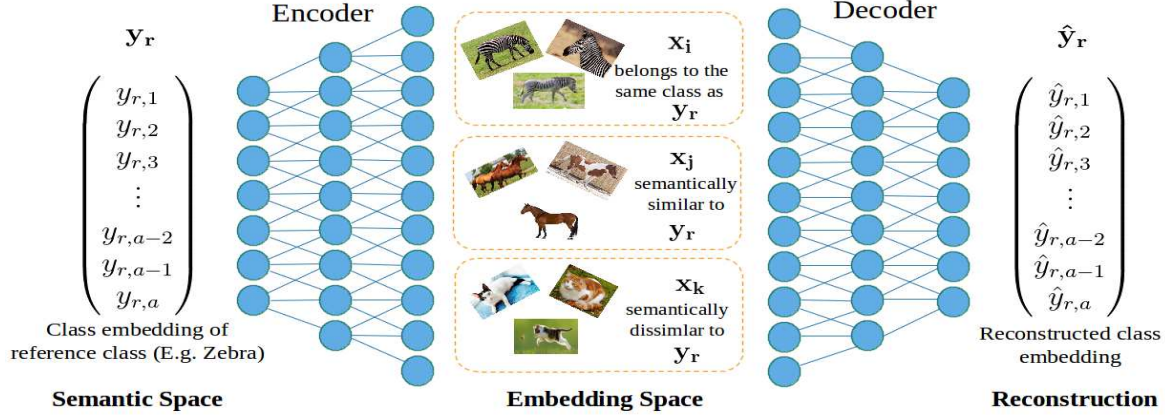 Encoder
Decoder
y_r
ŷ_r
y_{r,1}
y_{r,2}
y_{r,3}
⋮
y_{r,a−2}
y_{r,a−1}
y_{r,a}
Class embedding of
reference class (E.g. Zebra)
x_i
belongs to the
same class as
y_r
x_j
semantically
similar to
y_r
x_k
semantically
dissimlar to
y_r
ŷ_{r,1}
ŷ_{r,2}
ŷ_{r,3}
⋮
ŷ_{r,a−2}
ŷ_{r,a−1}
ŷ_{r,a}
Reconstructed class
embedding
Semantic Space
Embedding Space
Reconstruction